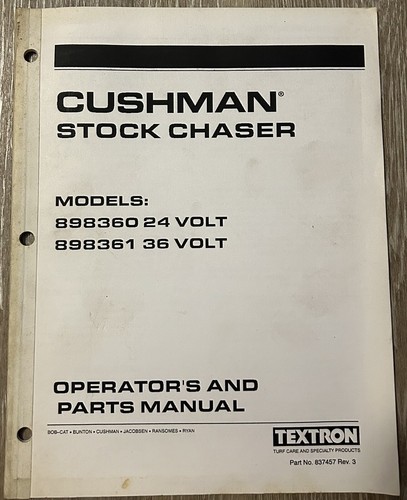 CUSHMAN®
STOCK CHASER
MODELS:
898360 24 VOLT
898361 36 VOLT
OPERATOR'S AND
PARTS MANUAL
BOB-CAT • BUNTON • CUSHMAN • JACOBSEN • RANSOMES • RYAN
TEXTRON
TURF CARE AND SPECIALTY PRODUCTS
Part No. 837457 Rev. 3